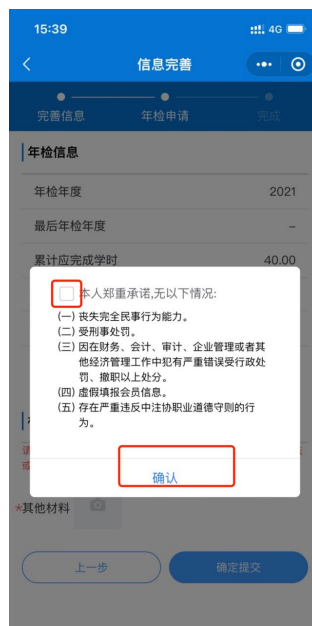 15:39
4G
信息完善
完善信息
年检申请
完成
年检信息
年检年度
2021
最后年检年度
–
累计应完成学时
40.00
本人郑重承诺,无以下情况:
(一) 丧失完全民事行为能力。
(二) 受刑事处罚。
(三) 因在财务、会计、审计、企业管理或者其
他经济管理工作中犯有严重错误受行政处
罚、撤职以上处分。
(四) 虚假填报会员信息。
(五) 存在严重违反中注协职业道德守则的行
为。
确认
*其他材料
上一步
确定提交